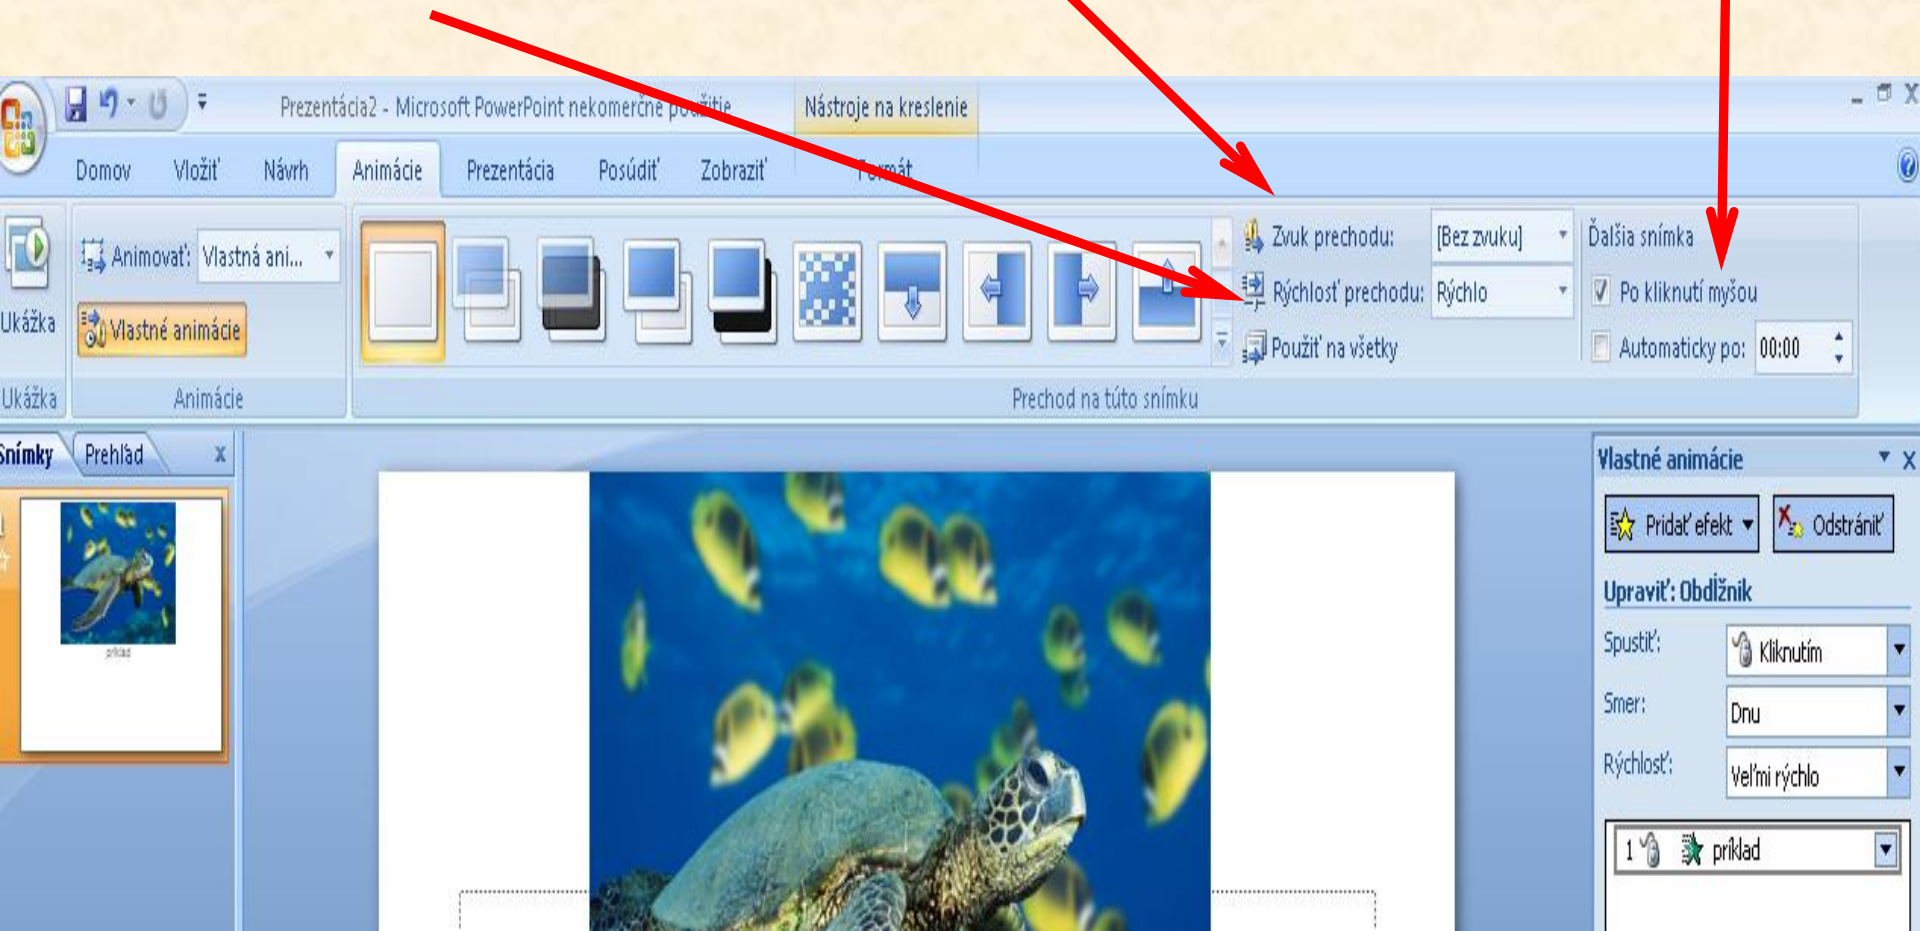 Prezentácia2 - Microsoft PowerPoint nekomerčné použitie
Nástroje na kreslenie
Domov Vložiť Návrh Animácie Prezentácia Posúdiť Zobraziť Formát
Ukážka
Animovať: Vlastná ani...
Vlastné animácie
Zvuk prechodu: [Bez zvuku]
Rýchlosť prechodu: Rýchlo
Použiť na všetky
Ďalšia snímka
Po kliknutí myšou
Automaticky po: 00:00
Ukážka
Animácie
Prechod na túto snímku
Snímky
Prehľad
x
1
príklad
Vlastné animácie
Pridať efekt
Odstrániť
Upraviť: Obdĺžnik
Spustiť: Kliknutím
Smer: Dnu
Rýchlosť: Veľmi rýchlo
1 príklad